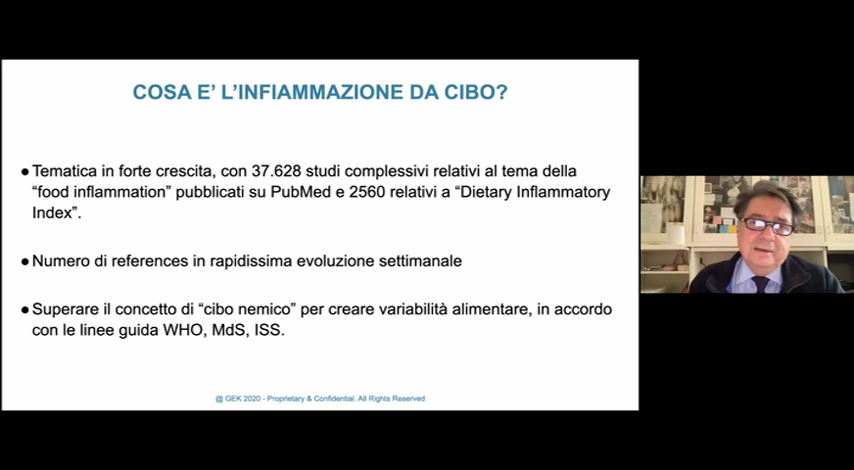 COSA E’ L’INFIAMMAZIONE DA CIBO?
● Tematica in forte crescita, con 37.628 studi complessivi relativi al tema della
“food inflammation” pubblicati su PubMed e 2560 relativi a “Dietary Inflammatory
Index”.
● Numero di references in rapidissima evoluzione settimanale
● Superare il concetto di “cibo nemico” per creare variabilità alimentare, in accordo
con le linee guida WHO, MdS, ISS.
@ GEK 2020 - Proprietary & Confidential. All Rights Reserved